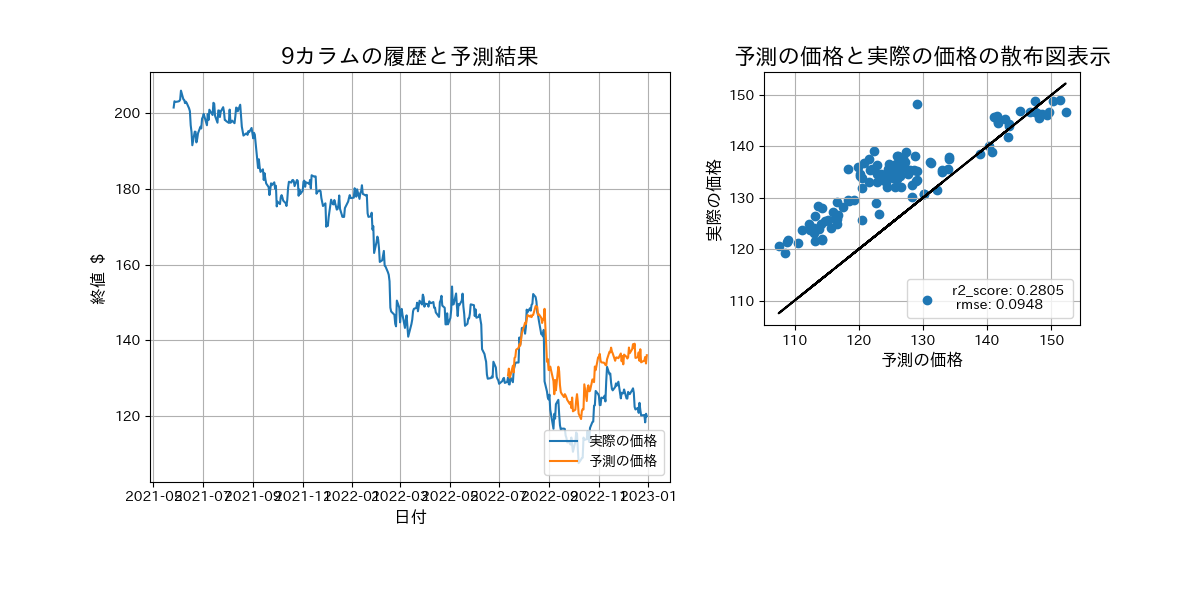 9カラムの履歴と予測結果
終値 $
200
180
160
140
120
2021-05
2021-07
2021-09
2021-11
2022-01
2022-03
2022-05
2022-07
2022-09
2022-11
2023-01
日付
実際の価格
予測の価格
予測の価格と実際の価格の散布図表示
実際の価格
150
140
130
120
110
110
120
130
140
150
予測の価格
r2_score: 0.2805
rmse: 0.0948